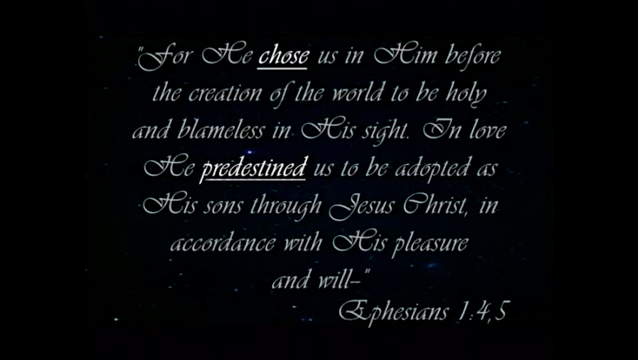 "For He chose us in Him before
the creation of the world to be holy
and blameless in His sight. In love
He predestined us to be adopted as
His sons through Jesus Christ, in
accordance with His pleasure
and will--"
Ephesians 1:4,5